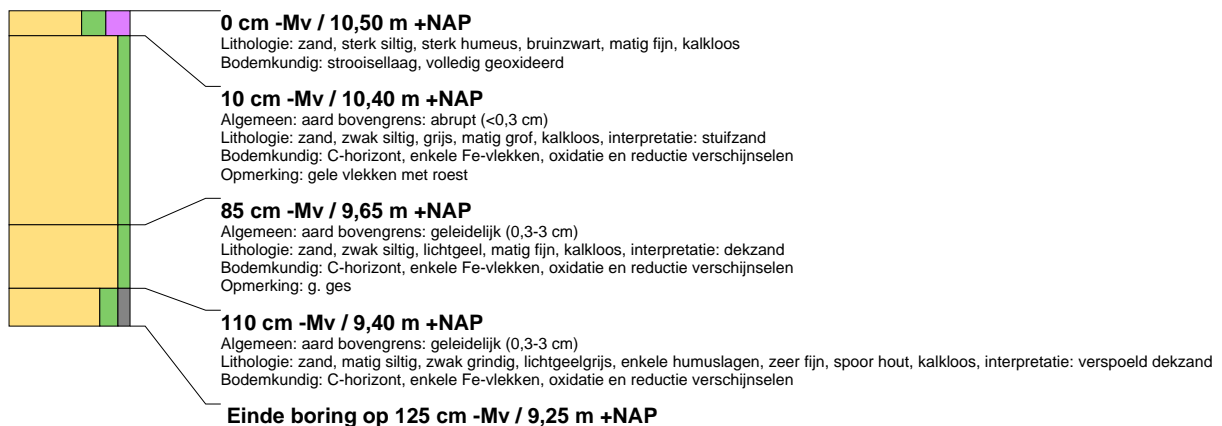 0 cm -Mv / 10,50 m +NAP
Lithologie: zand, sterk siltig, sterk humeus, bruinzwart, matig fijn, kalkloos
Bodemkundig: strooisellaag, volledig geoxideerd
10 cm -Mv / 10,40 m +NAP
Algemeen: aard bovengrens: abrupt (<0,3 cm)
Lithologie: zand, zwak siltig, grijs, matig grof, kalkloos, interpretatie: stuifzand
Bodemkundig: C-horizont, enkele Fe-vlekken, oxidatie en reductie verschijnselen
Opmerking: gele vlekken met roest
85 cm -Mv / 9,65 m +NAP
Algemeen: aard bovengrens: geleidelijk (0,3-3 cm)
Lithologie: zand, zwak siltig, lichtgeel, matig fijn, kalkloos, interpretatie: dekzand
Bodemkundig: C-horizont, enkele Fe-vlekken, oxidatie en reductie verschijnselen
Opmerking: g. ges
110 cm -Mv / 9,40 m +NAP
Algemeen: aard bovengrens: geleidelijk (0,3-3 cm)
Lithologie: zand, matig siltig, zwak grindig, lichtgeelgrijs, enkele humuslagen, zeer fijn, spoor hout, kalkloos, interpretatie: verspoeld dekzand
Bodemkundig: C-horizont, enkele Fe-vlekken, oxidatie en reductie verschijnselen
Einde boring op 125 cm -Mv / 9,25 m +NAP